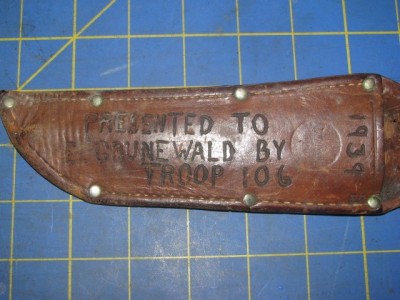 PRESENTED TO
E GRUNEWALD BY
TROOP 106
1939